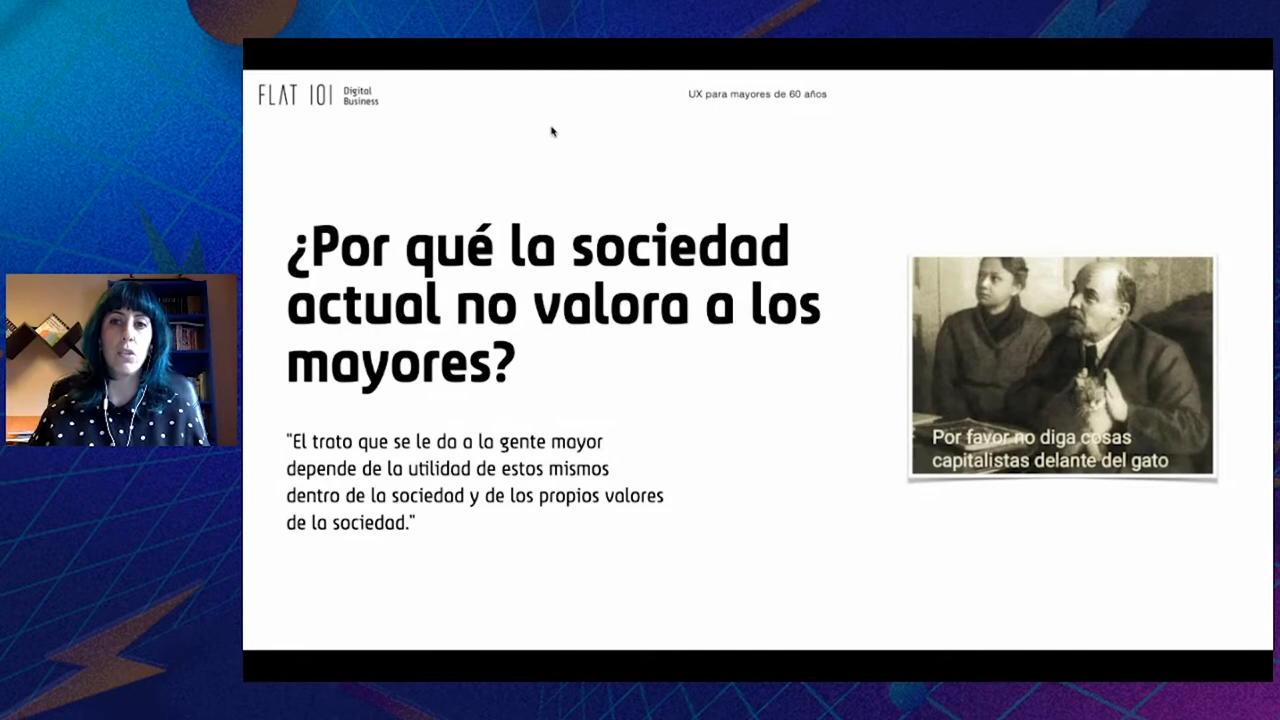 FLAT 101 Digital
Business
UX para mayores de 60 años
¿Por qué la sociedad
actual no valora a los
mayores?
"El trato que se le da a la gente mayor
depende de la utilidad de estos mismos
dentro de la sociedad y de los propios valores
de la sociedad."
Por favor no diga cosas
capitalistas delante del gato